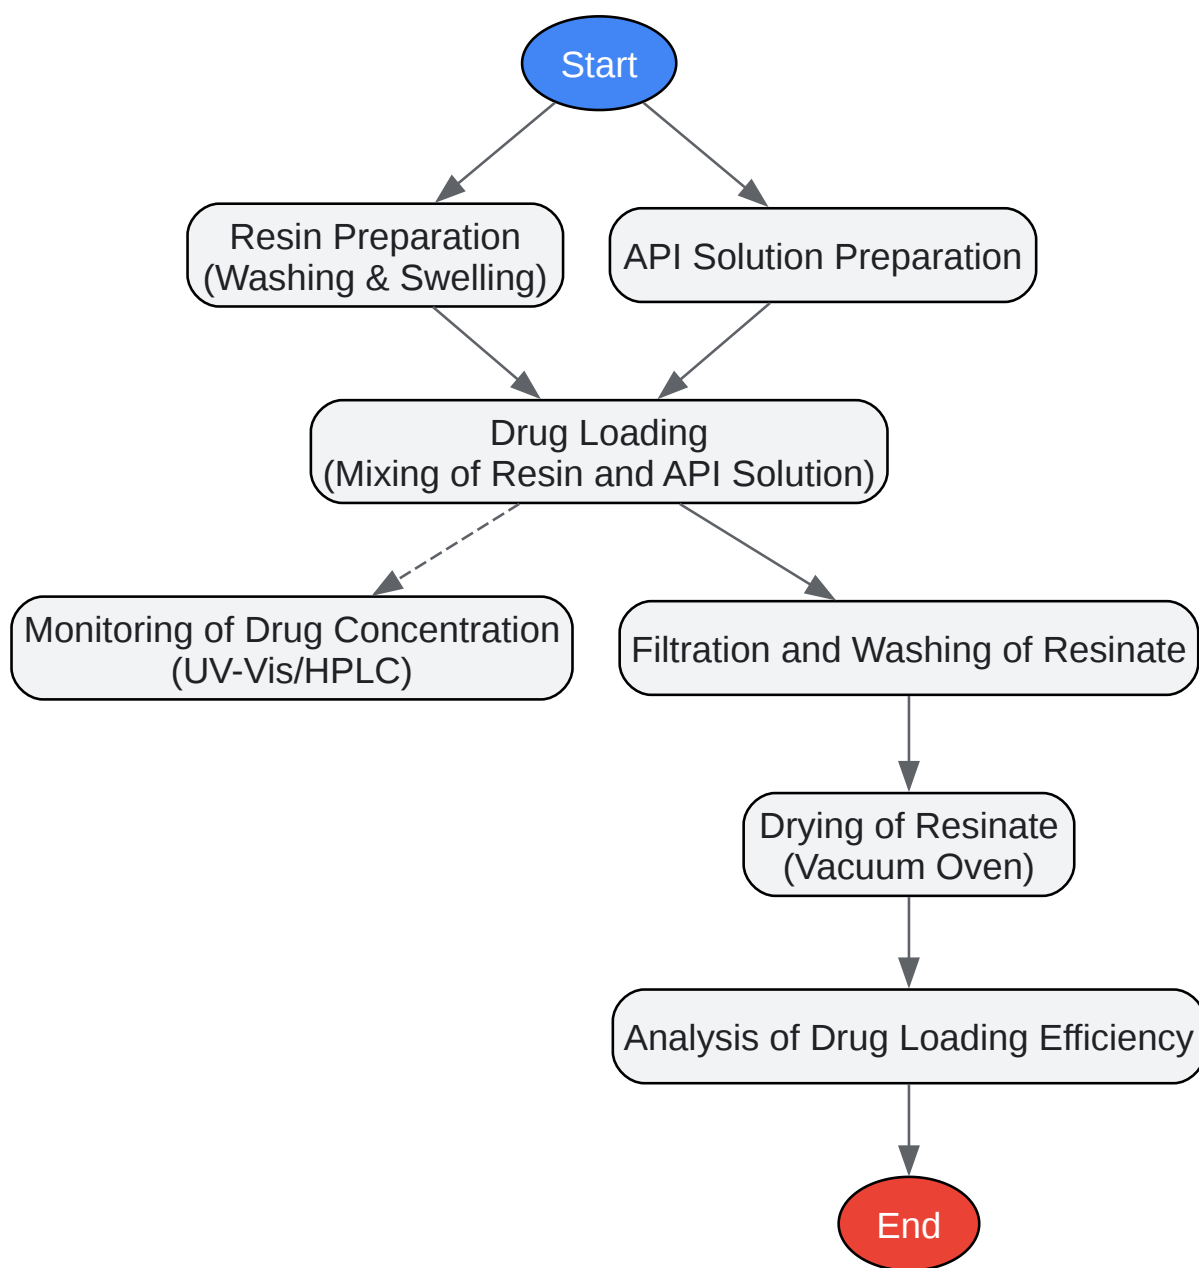 Start
Resin Preparation
(Washing & Swelling)
API Solution Preparation
Drug Loading
(Mixing of Resin and API Solution)
Monitoring of Drug Concentration
(UV-Vis/HPLC)
Filtration and Washing of Resinate
Drying of Resinate
(Vacuum Oven)
Analysis of Drug Loading Efficiency
End